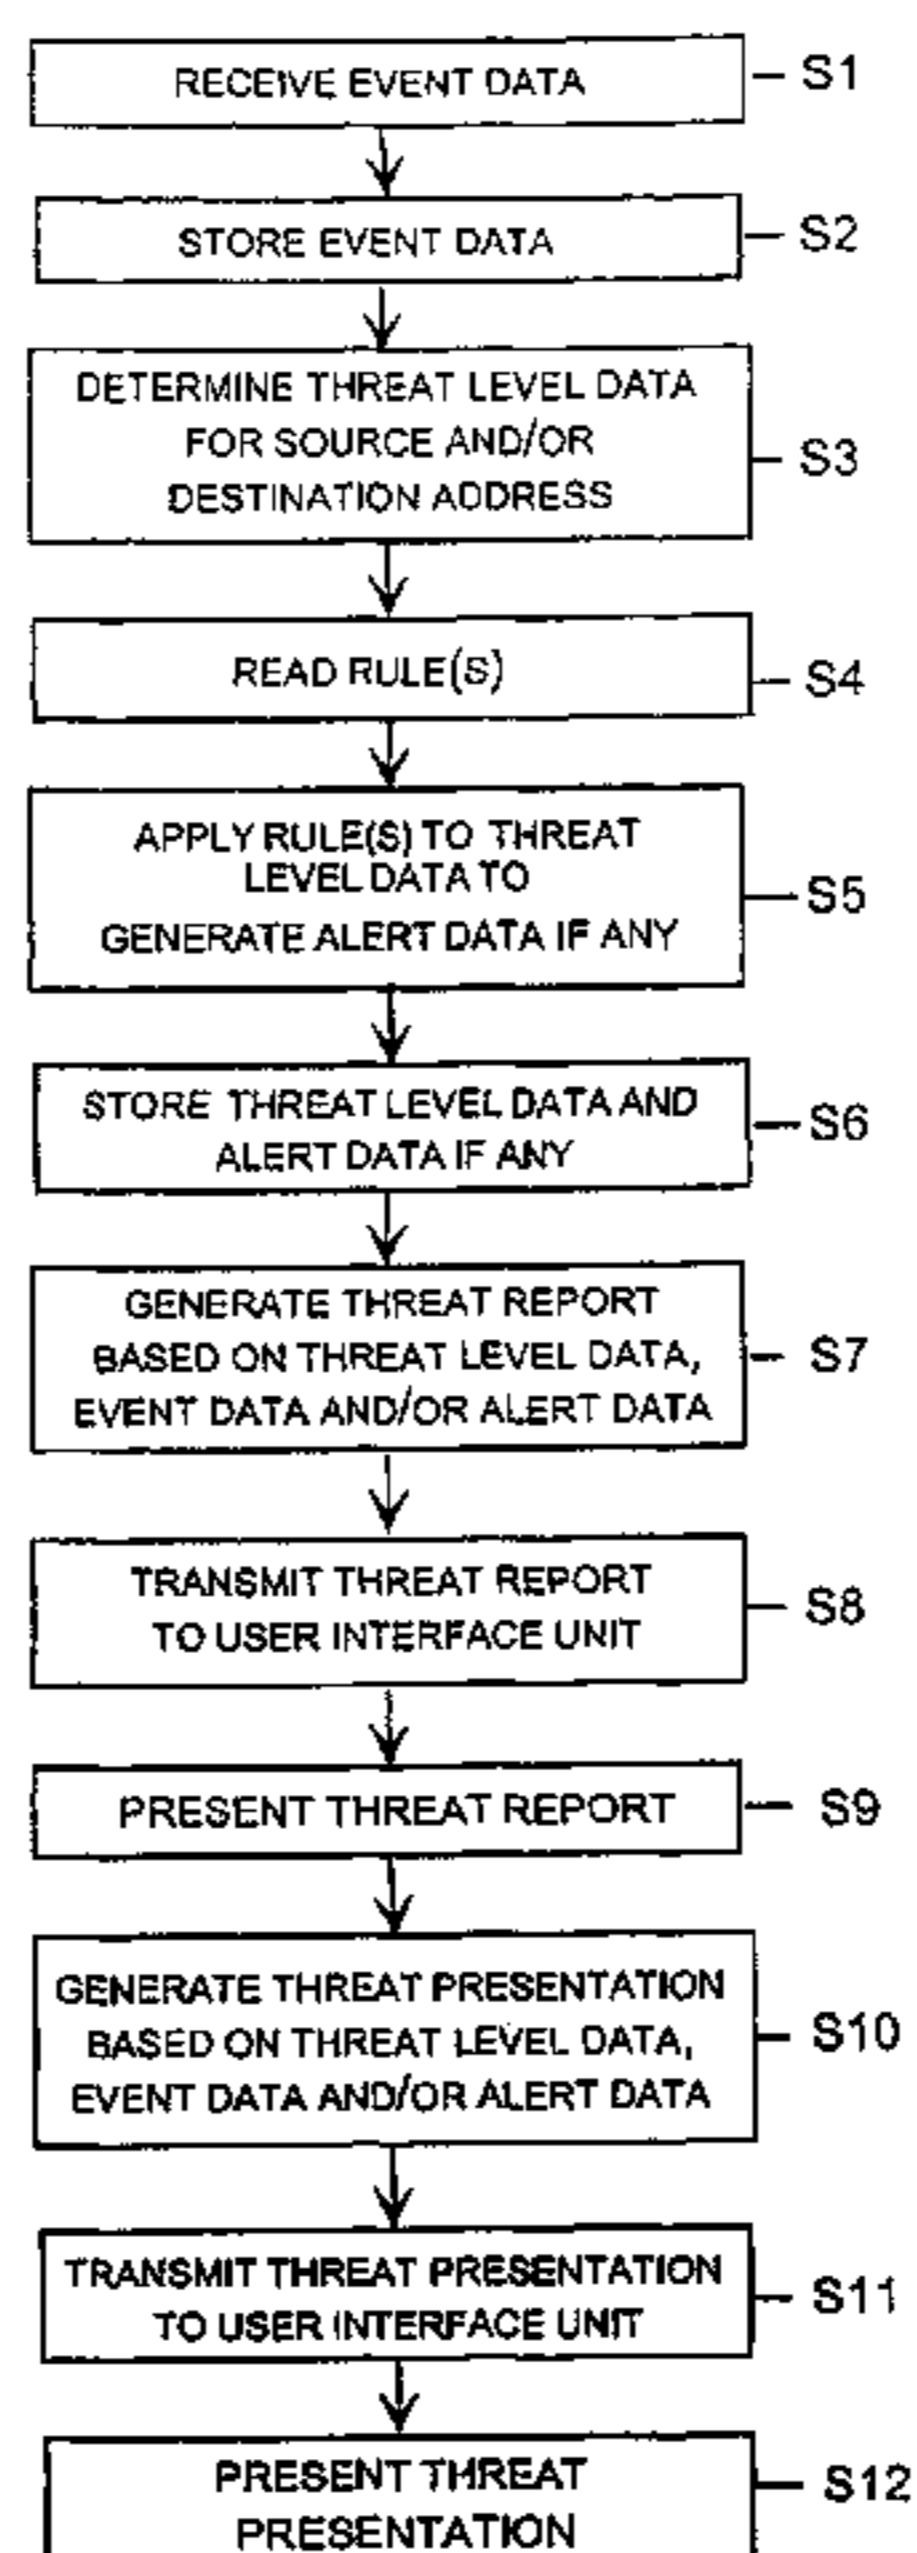 RECEIVE EVENT DATA
S1
STORE EVENT DATA
S2
DETERMINE THREAT LEVEL DATA
FOR SOURCE AND/OR
DESTINATION ADDRESS
S3
READ RULE(S)
S4
APPLY RULE(S) TO THREAT
LEVEL DATA TO
GENERATE ALERT DATA IF ANY
S5
STORE THREAT LEVEL DATA AND
ALERT DATA IF ANY
S6
GENERATE THREAT REPORT
BASED ON THREAT LEVEL DATA,
EVENT DATA AND/OR ALERT DATA
S7
TRANSMIT THREAT REPORT
TO USER INTERFACE UNIT
S8
PRESENT THREAT REPORT
S9
GENERATE THREAT PRESENTATION
BASED ON THREAT LEVEL DATA,
EVENT DATA AND/OR ALERT DATA
S10
TRANSMIT THREAT PRESENTATION
TO USER INTERFACE UNIT
S11
PRESENT THREAT
PRESENTATION
S12